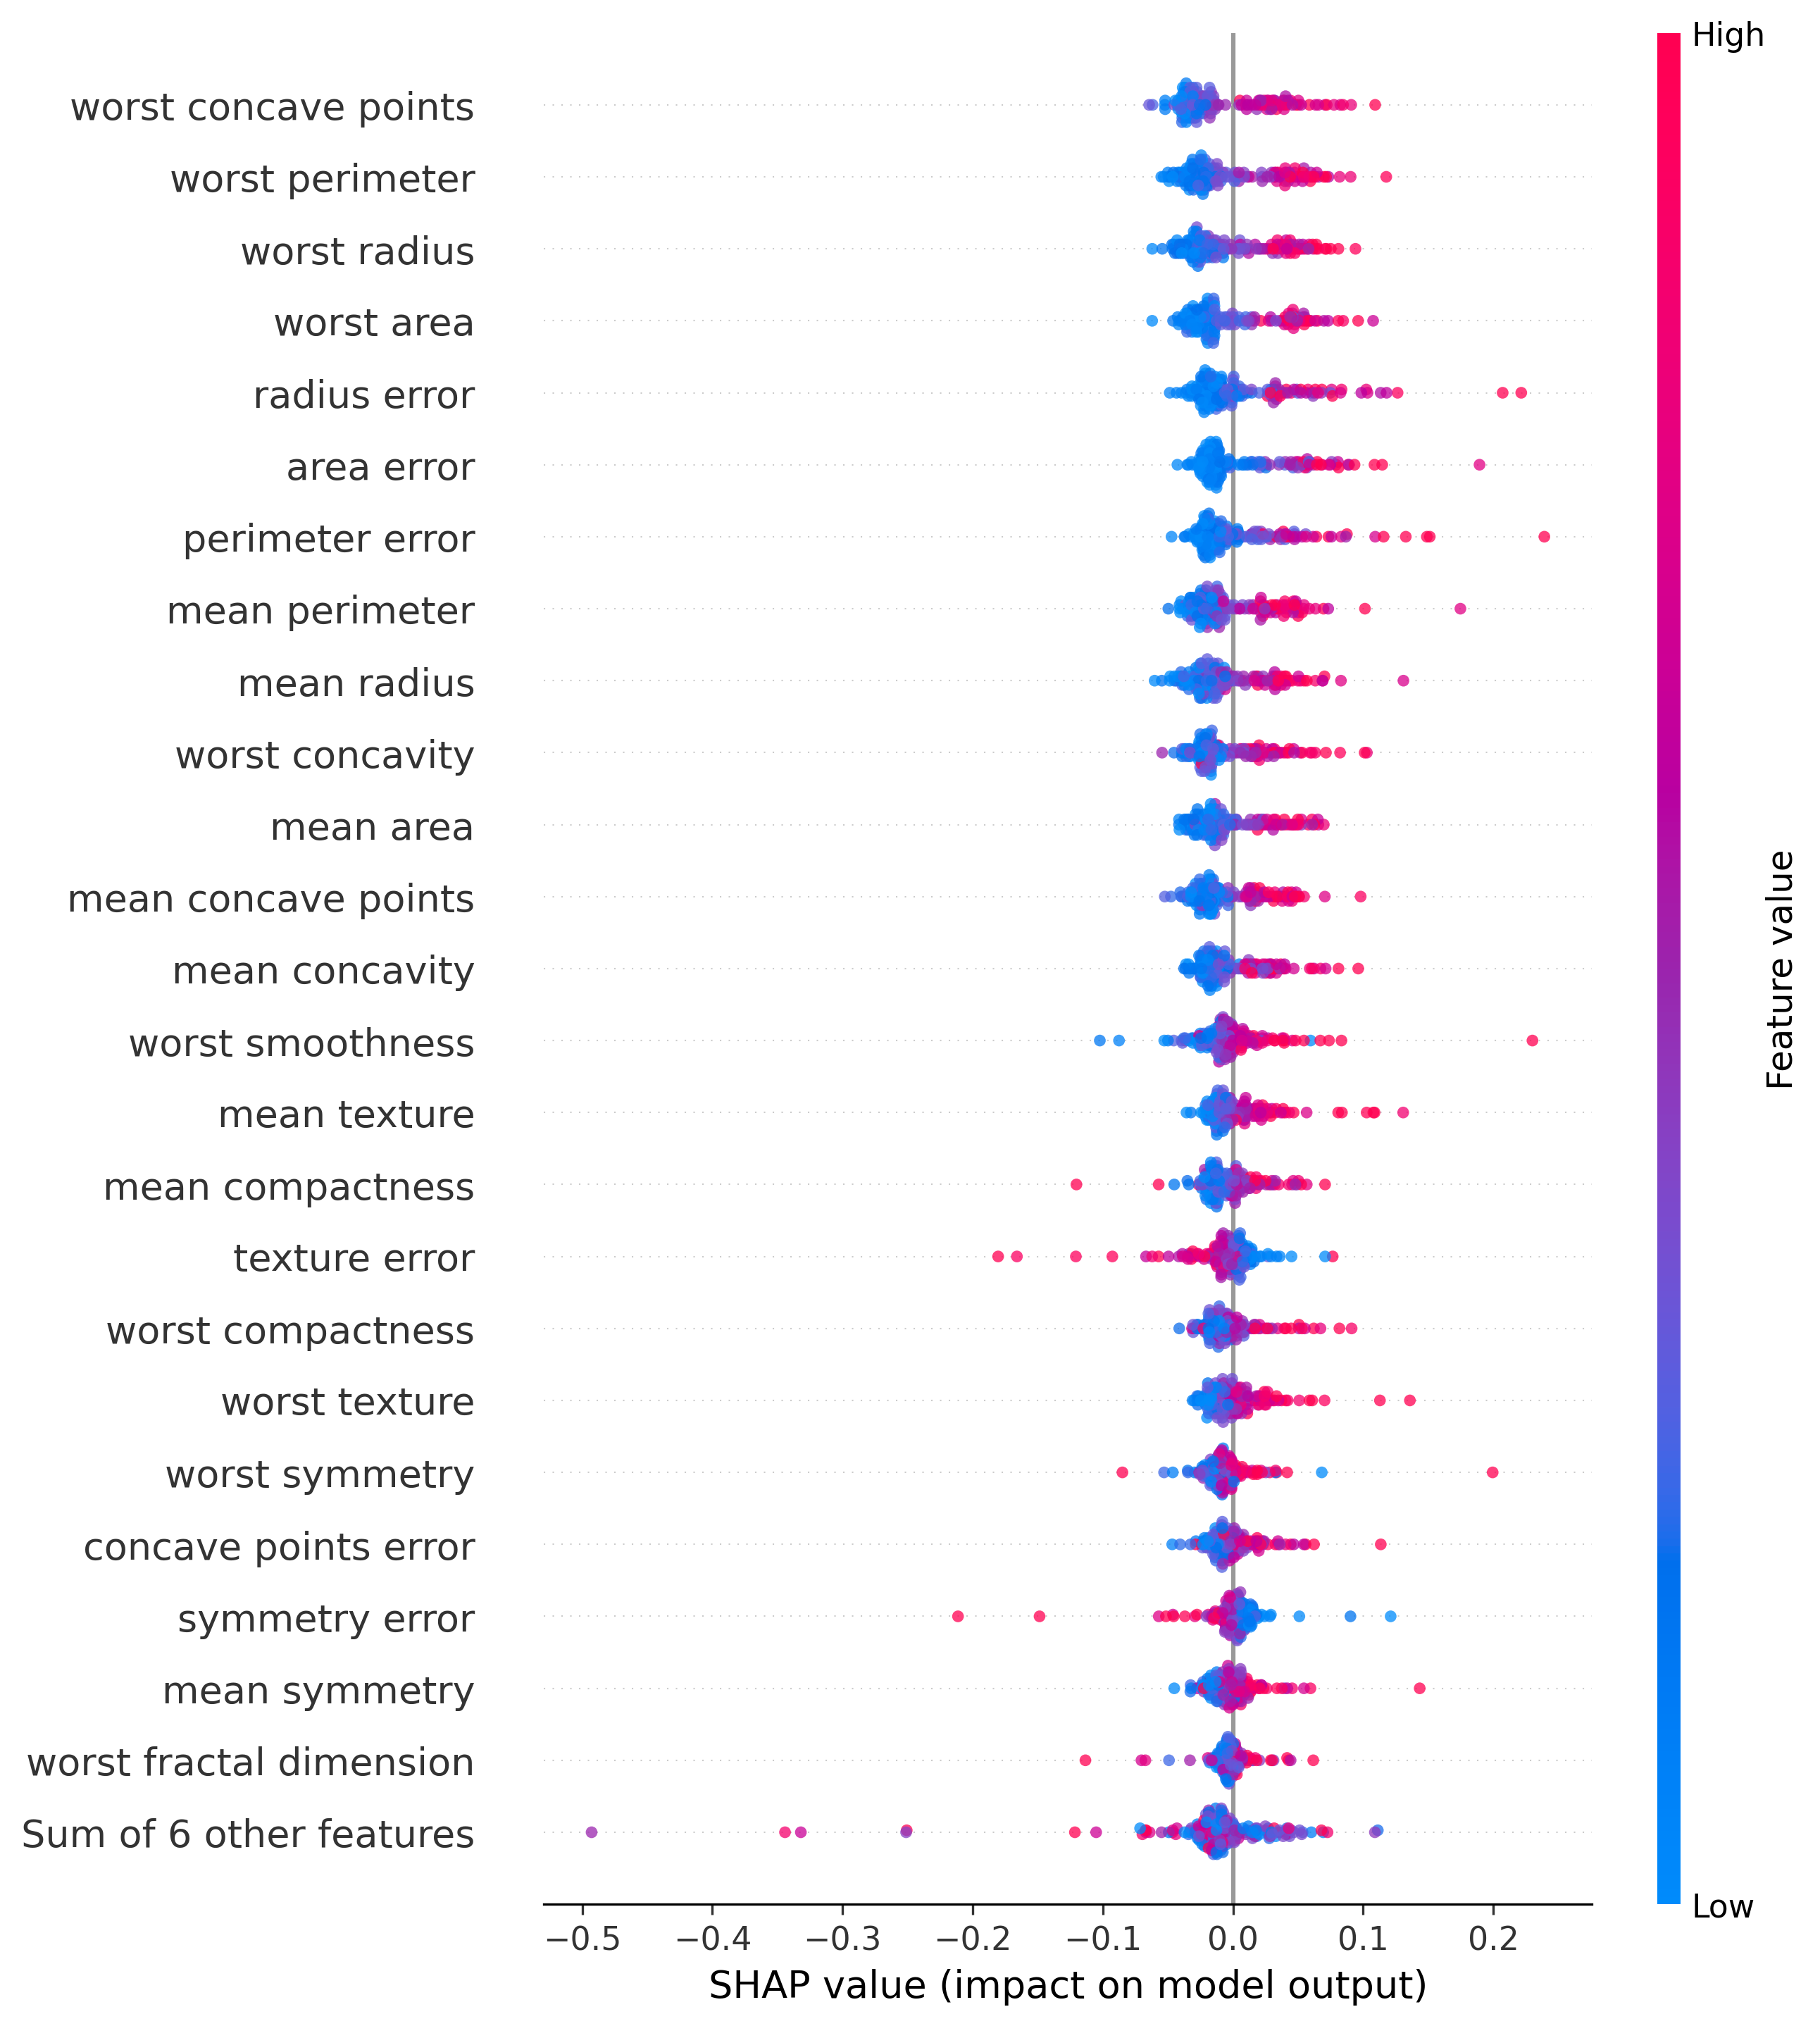 High
worst concave points
worst perimeter
worst radius
worst area
radius error
area error
perimeter error
mean perimeter
mean radius
worst concavity
mean area
mean concave points
mean concavity
worst smoothness
mean texture
mean compactness
texture error
worst compactness
worst texture
worst symmetry
concave points error
symmetry error
mean symmetry
worst fractal dimension
Sum of 6 other features
Feature value
Low
−0.5 −0.4 −0.3 −0.2 −0.1 0.0 0.1 0.2
SHAP value (impact on model output)